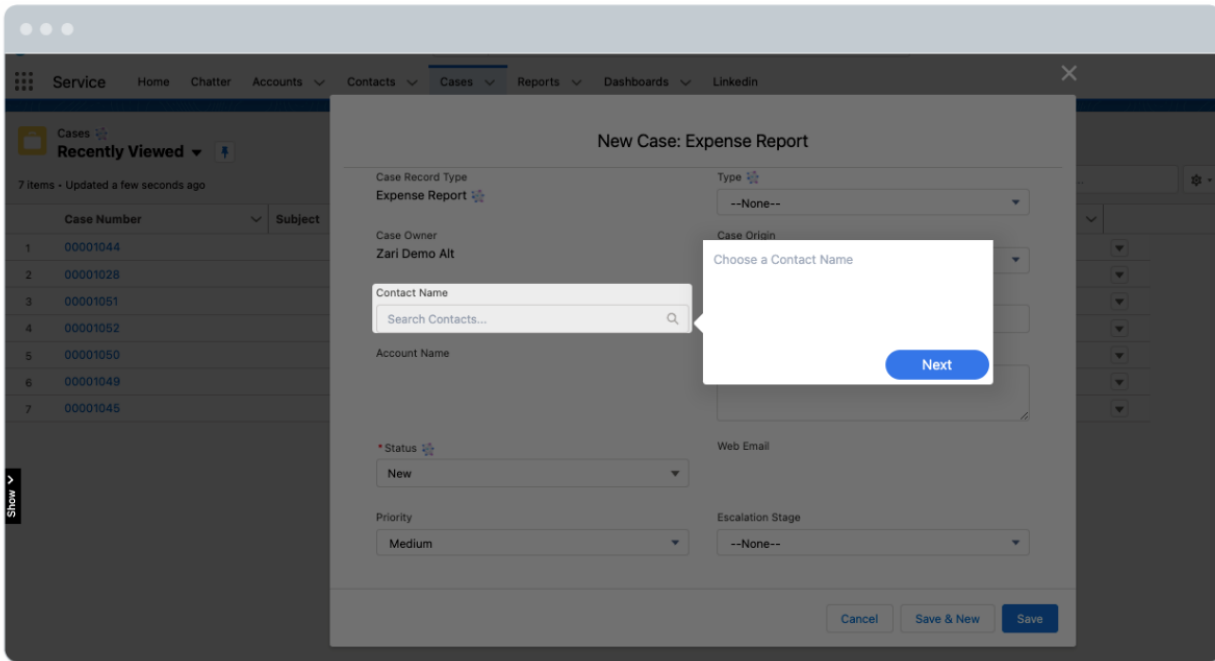 Service Home Chatter Accounts Contacts Cases Reports Dashboards Linkedin
Cases
Recently Viewed
7 items - Updated a few seconds ago
Case Number Subject
1 00001044
2 00001028
3 00001051
4 00001052
5 00001050
6 00001049
7 00001045
Show
New Case: Expense Report
Case Record Type
Expense Report
Type
--None--
Case Owner
Zari Demo Alt
Case Origin
Contact Name
Search Contacts...
Choose a Contact Name
Next
Account Name
*Status
New
Web Email
Priority
Medium
Escalation Stage
--None--
Cancel Save & New Save